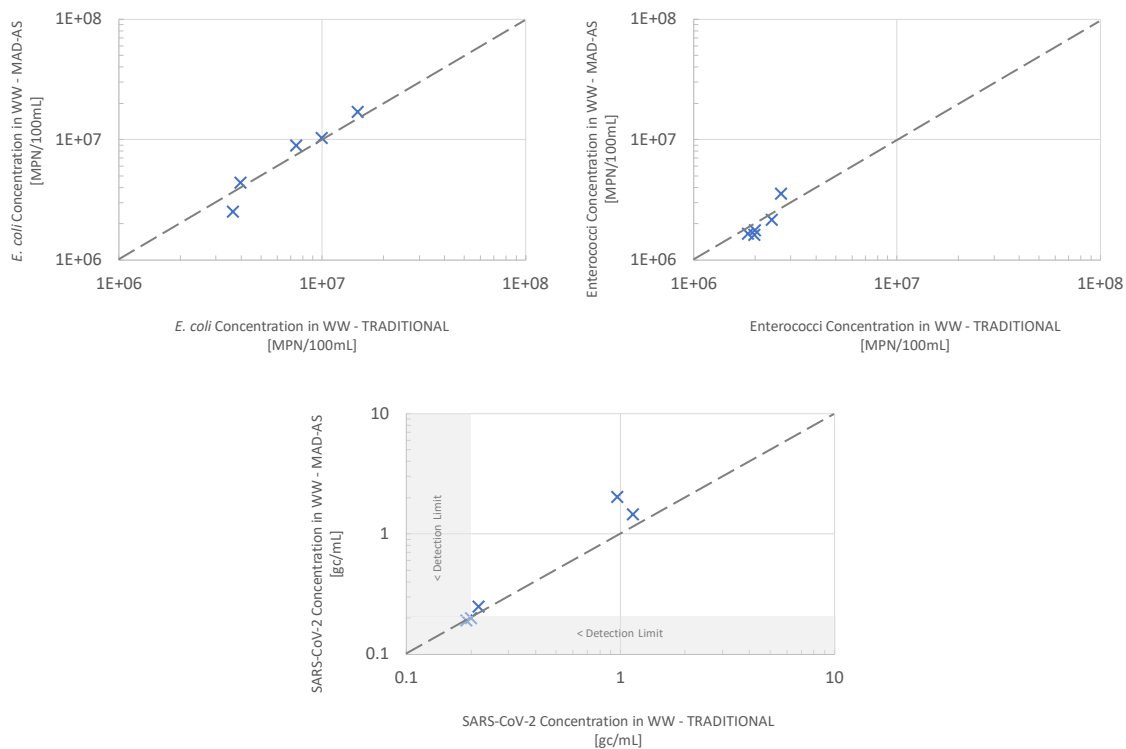 E. coli Concentration in WW - MAD-AS
[MPN/100mL]
1E+08
1E+07
1E+06
1E+06
1E+07
1E+08
E. coli Concentration in WW - TRADITIONAL
[MPN/100mL]
Enterococci Concentration in WW - MAD-AS
[MPN/100mL]
1E+08
1E+07
1E+06
1E+06
1E+07
1E+08
Enterococci Concentration in WW - TRADITIONAL
[MPN/100mL]
SARS-CoV-2 Concentration in WW - MAD-AS
[gc/mL]
10
1
0.1
< Detection Limit
< Detection Limit
0.1
1
10
SARS-CoV-2 Concentration in WW - TRADITIONAL
[gc/mL]